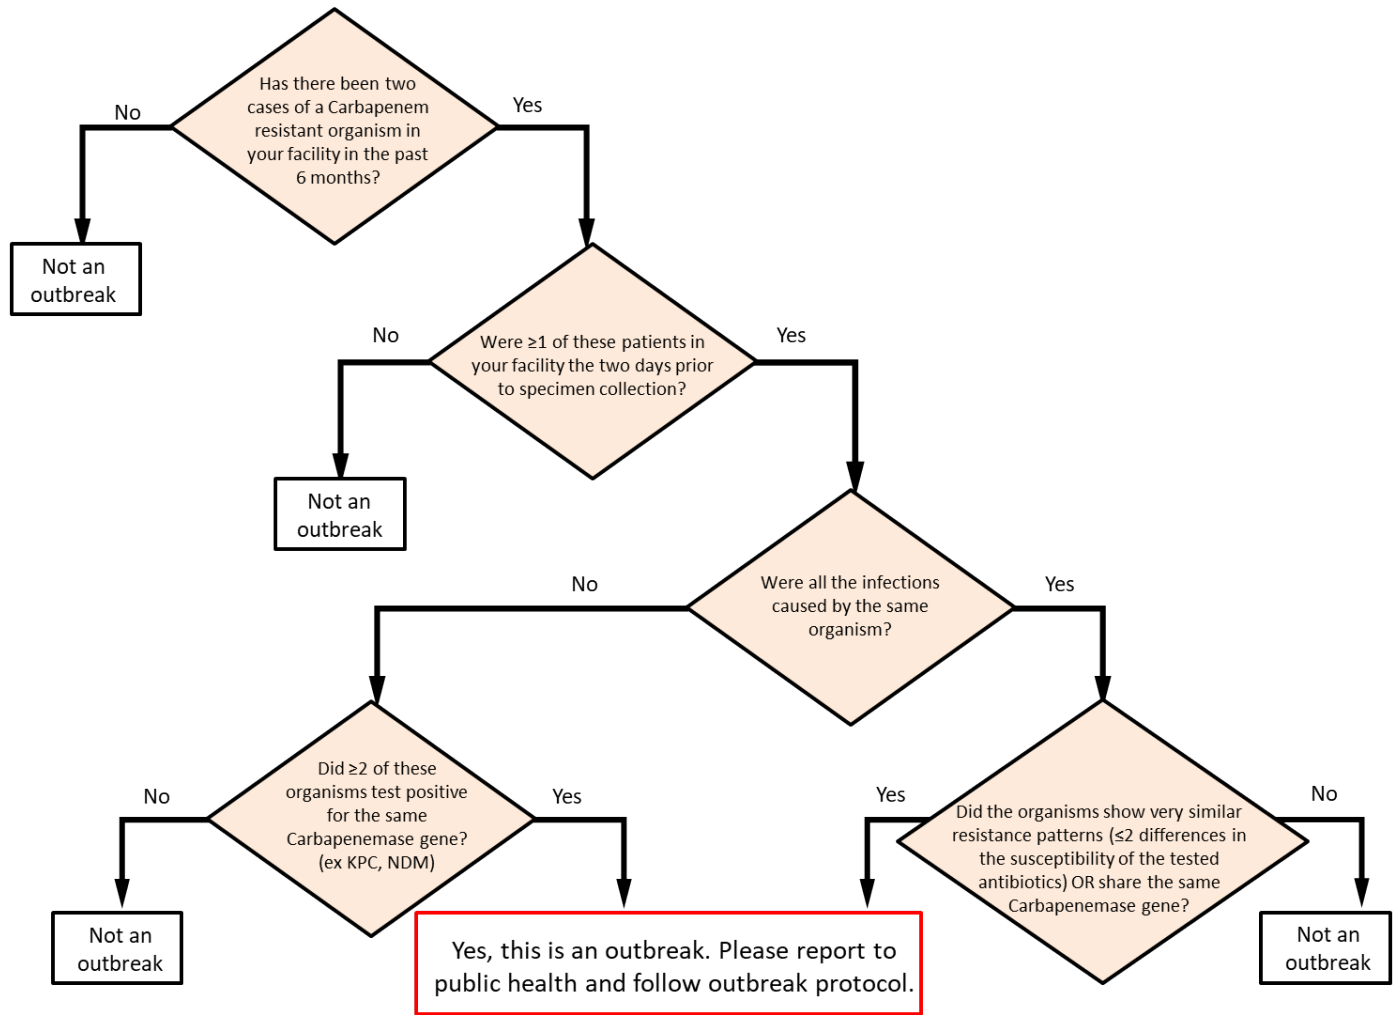 Has there been two
cases of a Carbapenem
resistant organism in
your facility in the past
6 months?
No
Yes
Not an
outbreak
Were ≥1 of these patients in
your facility the two days prior
to specimen collection?
No
Yes
Not an
outbreak
Were all the infections
caused by the same
organism?
No
Yes
Did ≥2 of these
organisms test positive
for the same
Carbapenemase gene?
(ex KPC, NDM)
No
Yes
Did the organisms show very similar
resistance patterns (≤2 differences in
the susceptibility of the tested
antibiotics) OR share the same
Carbapenemase gene?
Yes
No
Not an
outbreak
Yes, this is an outbreak. Please report to
public health and follow outbreak protocol.
Not an
outbreak